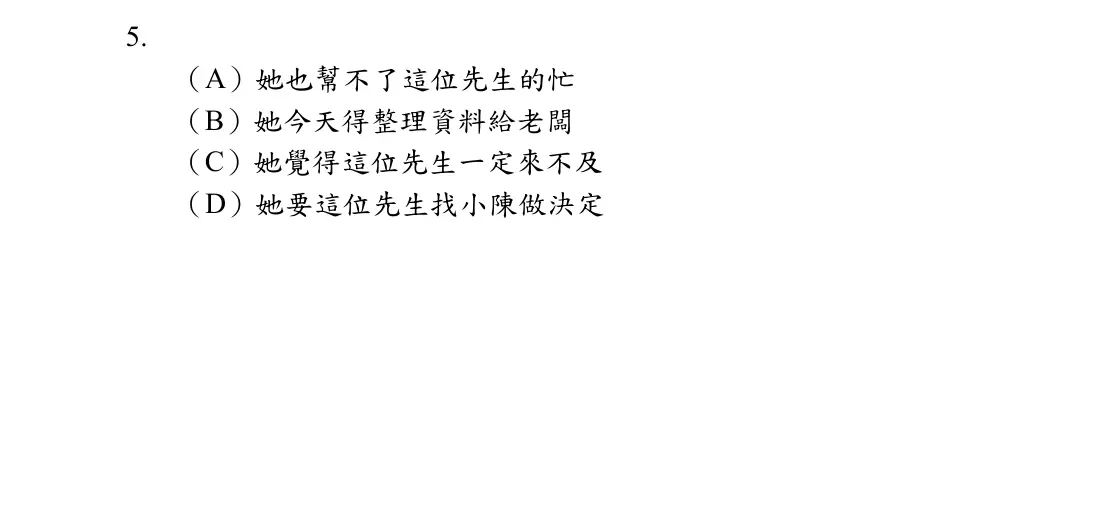 5.
（A）她也幫不了這位先生的忙
（B）她今天得整理資料給老闆
（C）她覺得這位先生一定來不及
（D）她要這位先生找小陳做決定